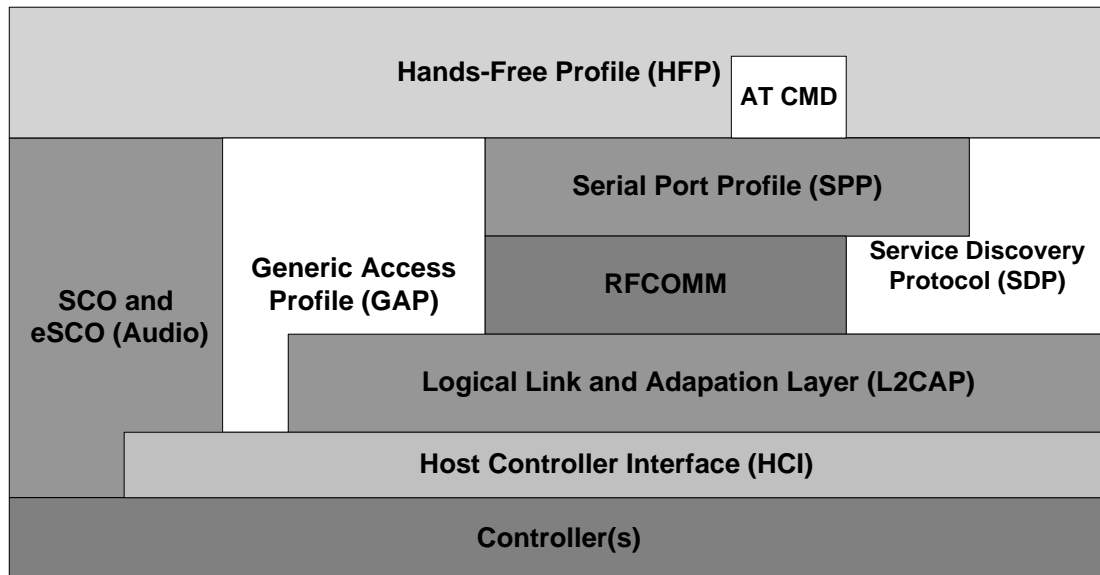 Hands-Free Profile (HFP)
AT CMD
Serial Port Profile (SPP)
Generic Access
Profile (GAP)
RFCOMM
Service Discovery
Protocol (SDP)
SCO and
eSCO (Audio)
Logical Link and Adapation Layer (L2CAP)
Host Controller Interface (HCI)
Controller(s)